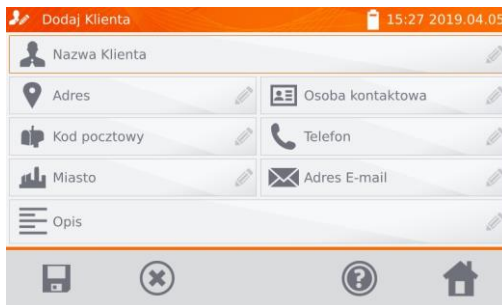 Dodaj Klienta 15:27 2019.04.05
Nazwa Klienta
Adres Osoba kontaktowa
Kod pocztowy Telefon
Miasto Adres E-mail
Opis